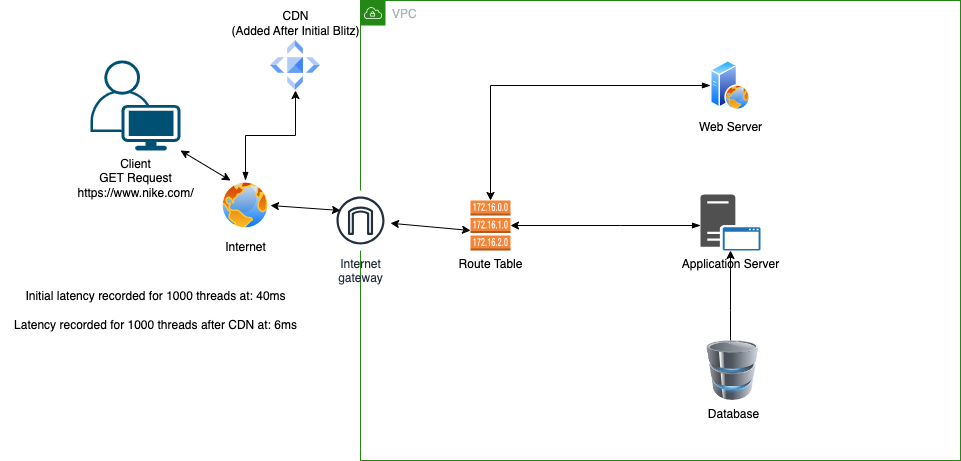 CDN
(Added After Initial Blitz)
VPC
Client
GET Request
https://www.nike.com/
Internet
Internet
gateway
172.16.0.0
172.16.1.0
172.16.2.0
Route Table
Web Server
Application Server
Database
Initial latency recorded for 1000 threads at: 40ms
Latency recorded for 1000 threads after CDN at: 6ms